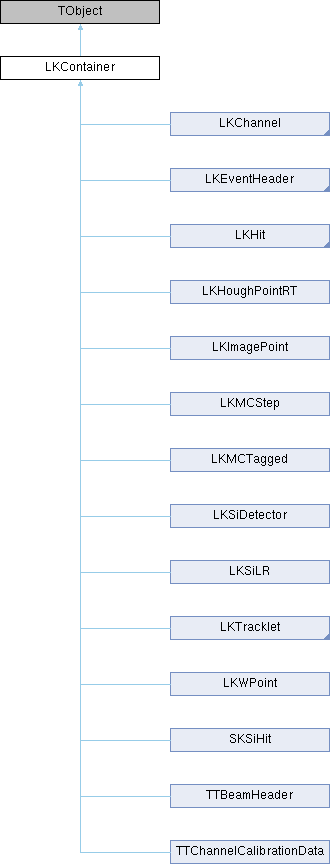 TObject
LKContainer
LKChannel
LKEventHeader
LKHit
LKHoughPointRT
LKImagePoint
LKMCStep
LKMCTagged
LKSiDetector
LKSiLR
LKTracklet
LKWPoint
SKSiHit
TTBeamHeader
TTChannelCalibrationData